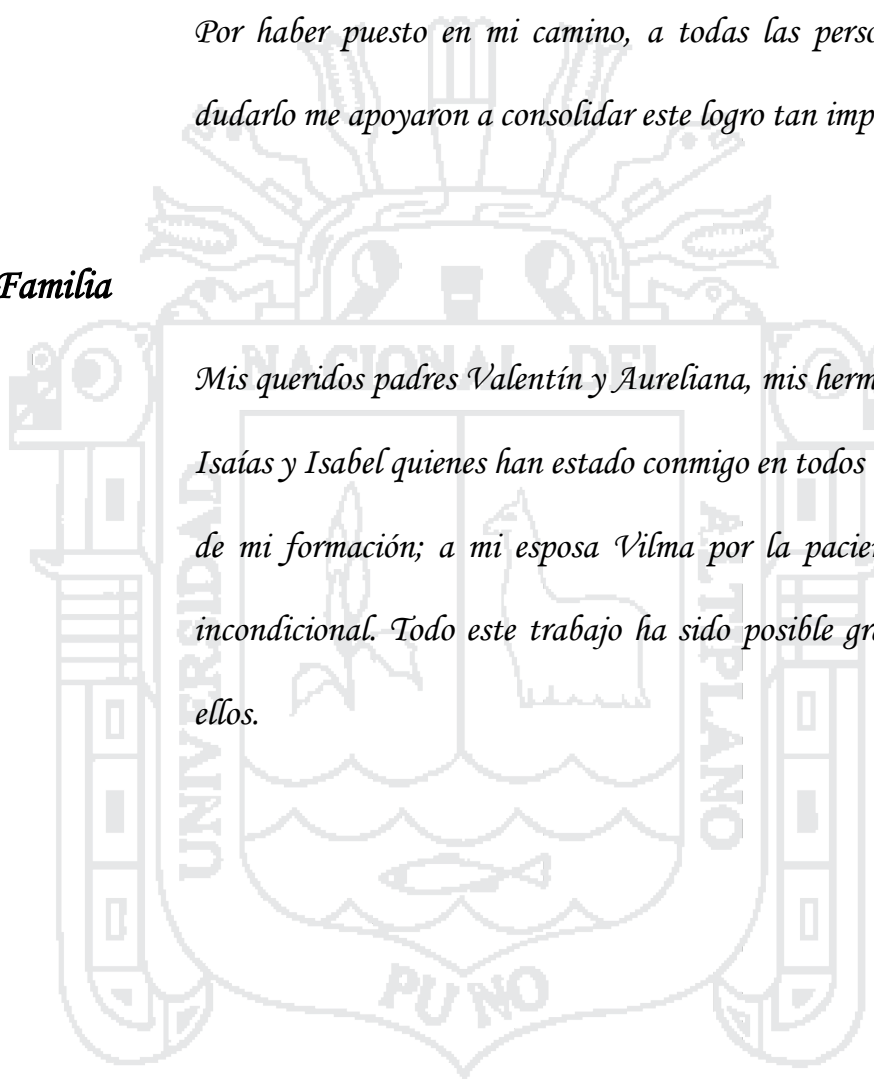 Por haber puesto en mi camino, a todas las perso
dudarlo me apoyaron a consolidar este logro tan imp
Familia
Mis queridos padres Valentín y Aureliana, mis herm
Isaías y Isabel quienes han estado conmigo en todos
de mi formación; a mi esposa Vilma por la pacie
incondicional. Todo este trabajo ha sido posible gr
ellos.
NACIONAL DEL
UNIVERSIDAD
ALTIPLANO
PUNO